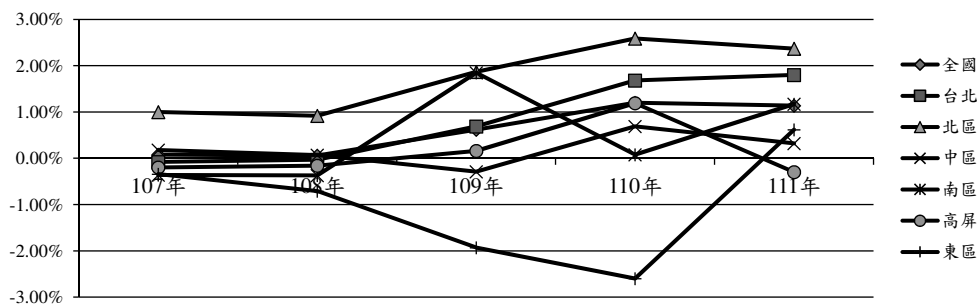 3.00%
2.00%
1.00%
0.00%
-1.00%
-2.00%
-3.00%
107年 108年 109年 110年 111年
全國
台北
北區
中區
南區
高屏
東區